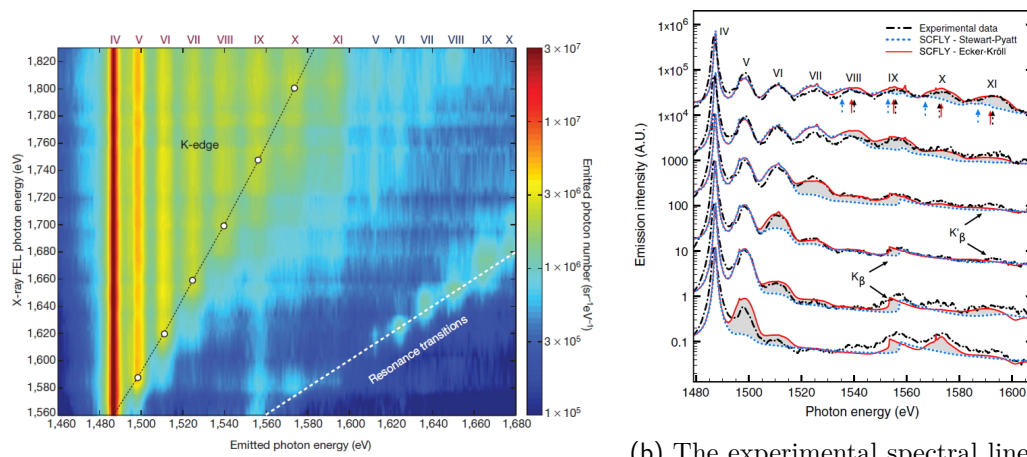 IV V VI VII VIII IX X XI V VI VII VIII IX X
1,820
1,800
1,780
1,760
1,740
1,720
1,700
1,680
1,660
1,640
1,620
1,600
1,580
1,560
X-ray FEL photon energy (eV)
K-edge
Resonance transitions
1,460 1,480 1,500 1,520 1,540 1,560 1,580 1,600 1,620 1,640 1,660 1,680
Emitted photon energy (eV)
3 × 10⁷
1 × 10⁷
3 × 10⁶
1 × 10⁶
3 × 10⁵
1 × 10⁵
Emitted photon number (sr⁻¹eV⁻¹)
Experimental data
SCFLY - Stewart-Pyatt
SCFLY - Ecker-Kröll
IV
V VI VII VIII IX X XI
1x10⁶
1x10⁵
1x10⁴
1000
100
10
1
0.1
Emission intensity (A.U.)
K'β
Kβ
1480 1500 1520 1540 1560 1580 1600
Photon energy (eV)
(b) The experimental spectral line